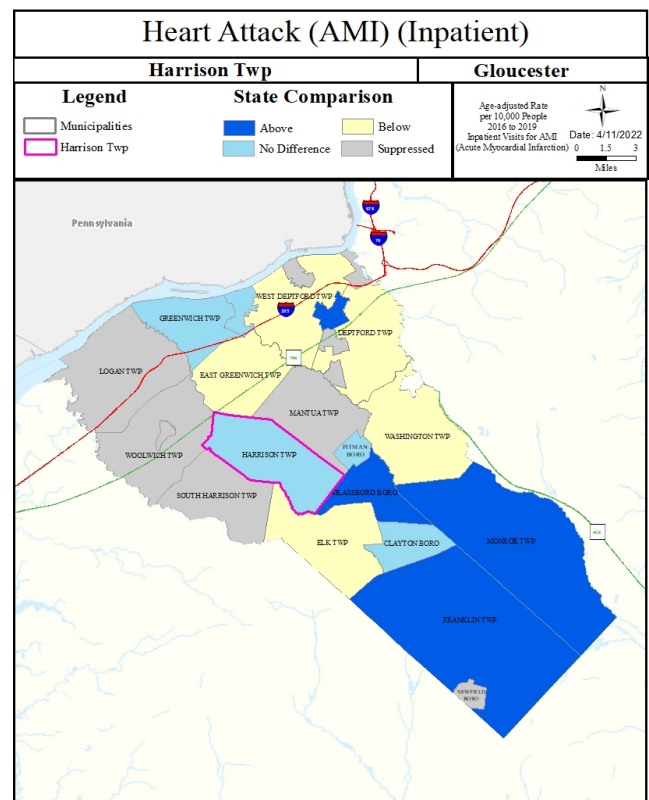 Heart Attack (AMI) (Inpatient)
Harrison Twp
Gloucester
Legend
Municipalities
Harrison Twp
State Comparison
Above
Below
No Difference
Suppressed
Age-adjusted Rate
per 10,000 People
2016 to 2019
Inpatient Visits for AMI
(Acute Myocardial Infarction)
N
Date: 4/11/2022
0 1.5 3
Miles
Pennsylvania
676
76
WEST DEPTFORD TWP
295
GREENWICH TWP
DEPTFORD TWP
LOGAN TWP
EAST GREENWICH TWP
MANTUA TWP
WASHINGTON TWP
PITMAN
BORO
HARRISON TWP
WOOLWICH TWP
SOUTH HARRISON TWP
GLASSBORO BORO
ELK TWP
CLAYTON BORO
MONROE TWP
FRANKLIN TWP
NEWFIELD
BORO